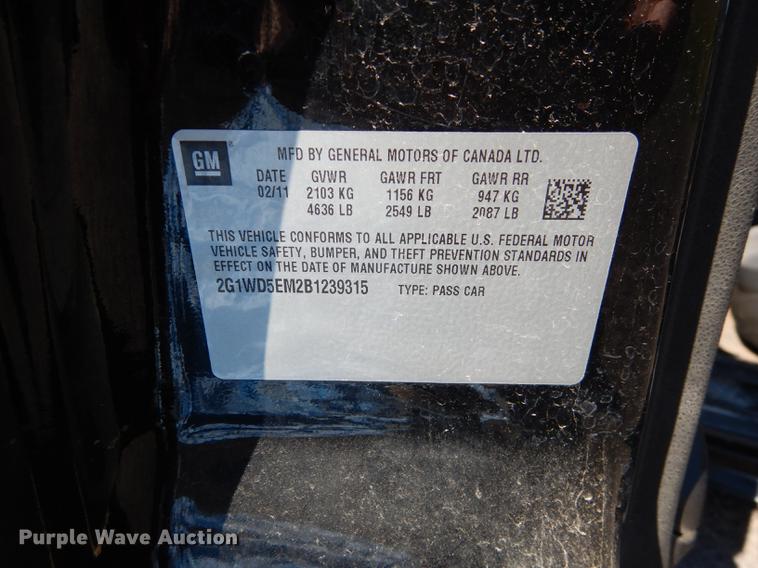 GM
MFD BY GENERAL MOTORS OF CANADA LTD.
DATE GVWR GAWR FRT GAWR RR
02/11 2103 KG 1156 KG 947 KG
4636 LB 2549 LB 2087 LB
THIS VEHICLE CONFORMS TO ALL APPLICABLE U.S. FEDERAL MOTOR
VEHICLE SAFETY, BUMPER, AND THEFT PREVENTION STANDARDS IN
EFFECT ON THE DATE OF MANUFACTURE SHOWN ABOVE.
2G1WD5EM2B1239315 TYPE: PASS CAR
Purple Wave Auction